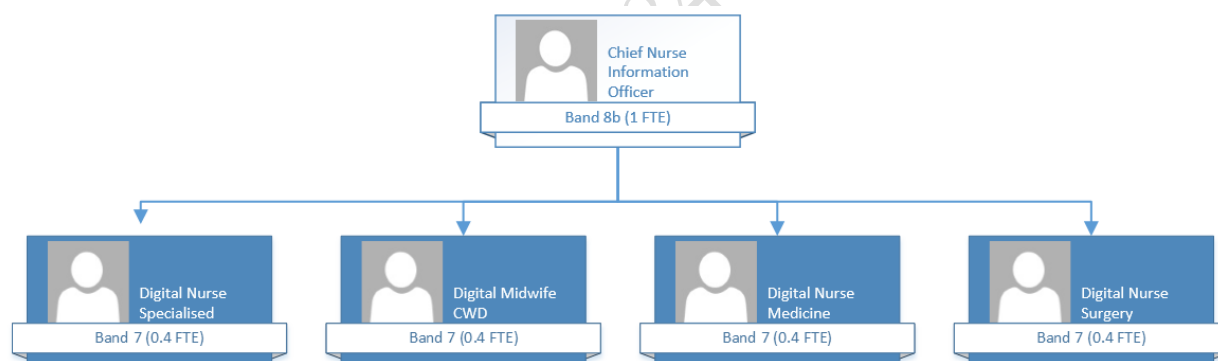 Chief Nurse
Information
Officer
Band 8b (1 FTE)
Digital Nurse
Specialised
Band 7 (0.4 FTE)
Digital Midwife
CWD
Band 7 (0.4 FTE)
Digital Nurse
Medicine
Band 7 (0.4 FTE)
Digital Nurse
Surgery
Band 7 (0.4 FTE)